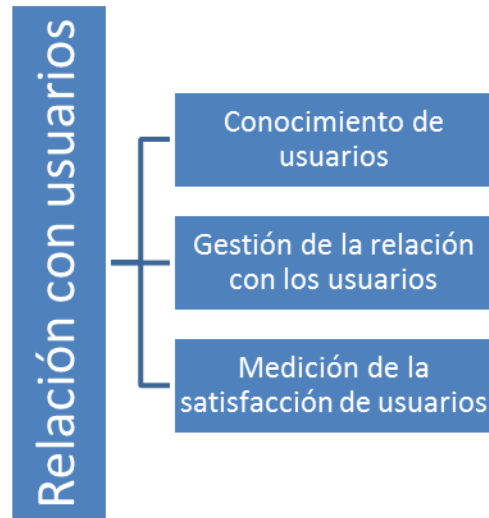 Relación con usuarios
Conocimiento de
usuarios
Gestión de la relación
con los usuarios
Medición de la
satisfacción de usuarios